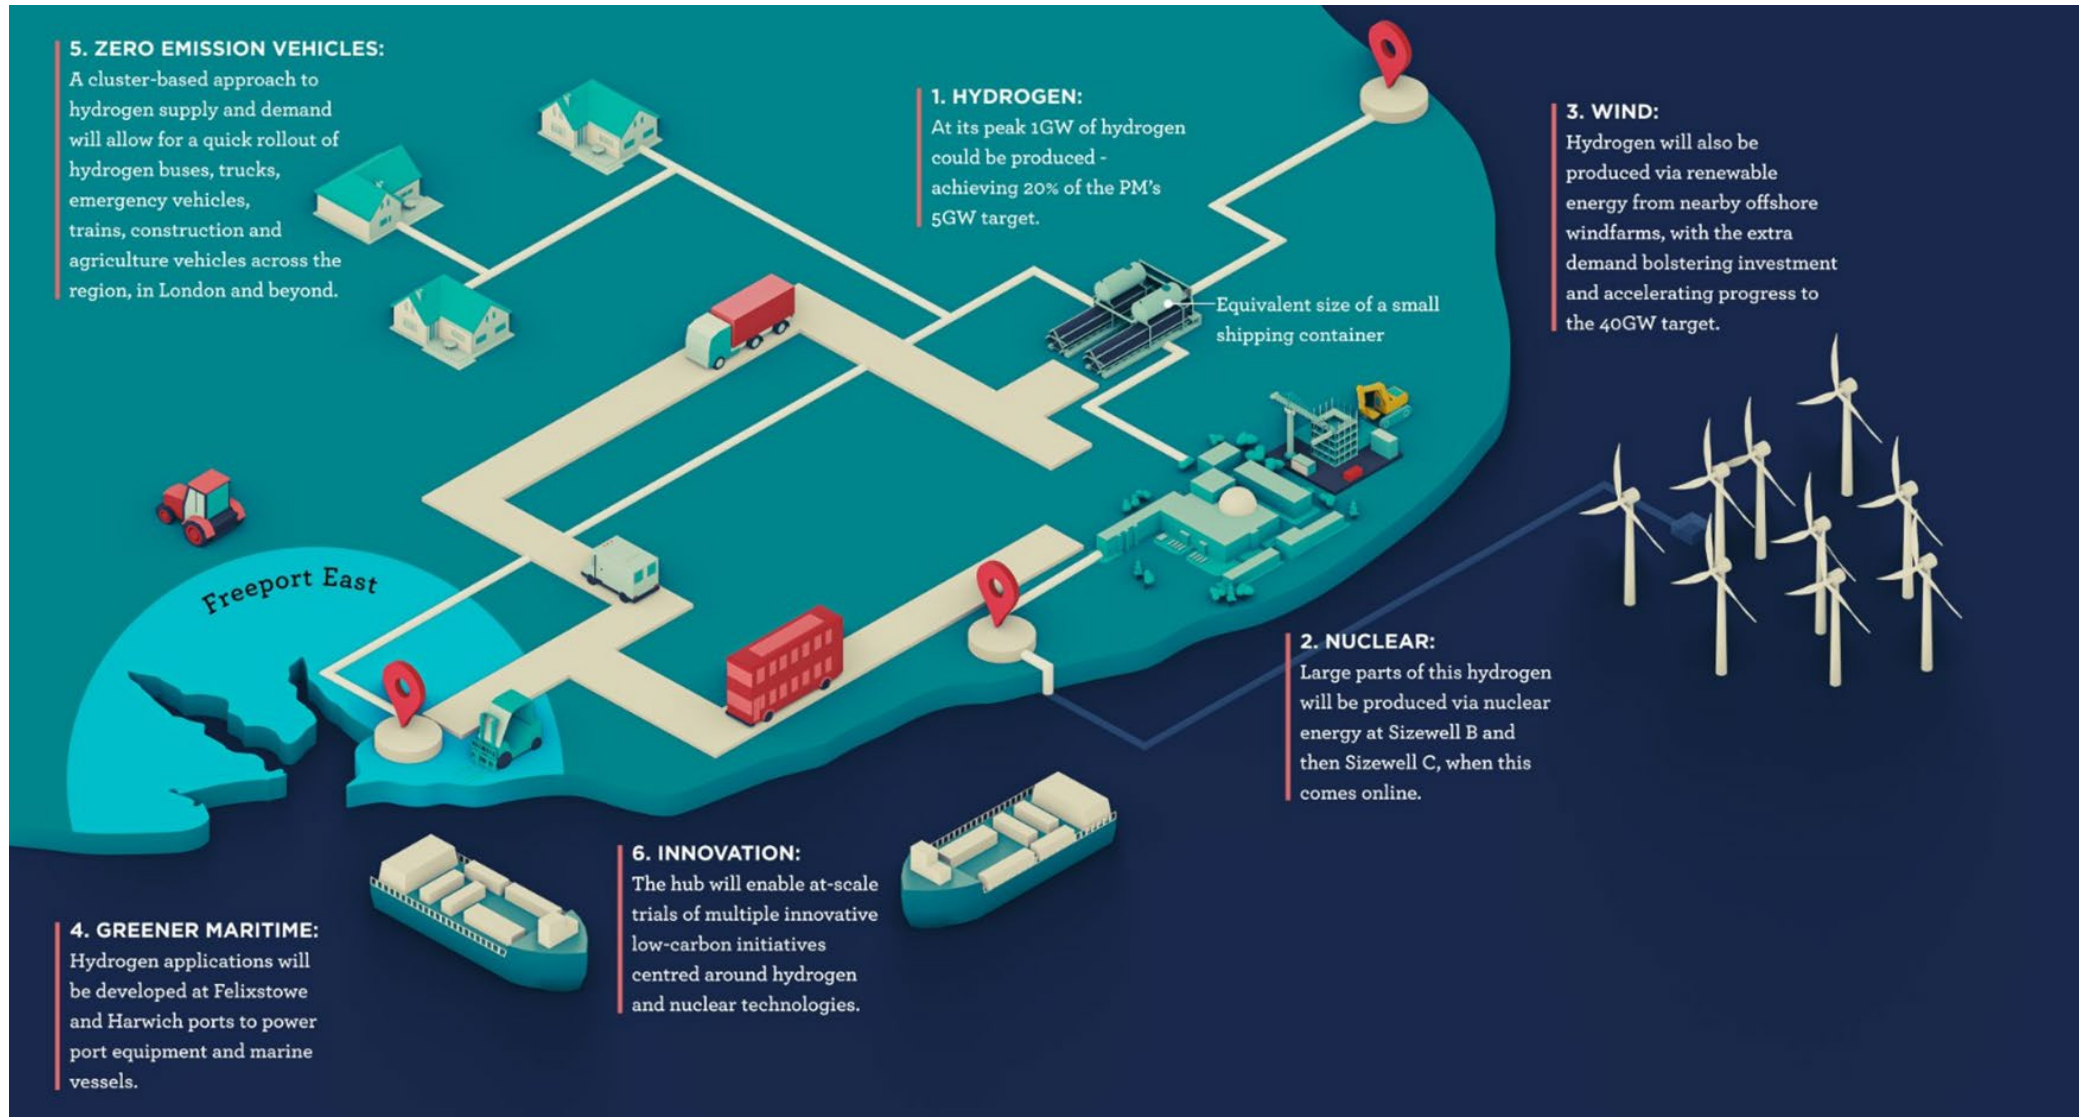 5. ZERO EMISSION VEHICLES:
A cluster-based approach to
hydrogen supply and demand
will allow for a quick rollout of
hydrogen buses, trucks,
emergency vehicles,
trains, construction and
agriculture vehicles across the
region, in London and beyond.
1. HYDROGEN:
At its peak 1GW of hydrogen
could be produced -
achieving 20% of the PM's
5GW target.
3. WIND:
Hydrogen will also be
produced via renewable
energy from nearby offshore
windfarms, with the extra
demand bolstering investment
and accelerating progress to
the 40GW target.
Equivalent size of a small
shipping container
Freeport East
2. NUCLEAR:
Large parts of this hydrogen
will be produced via nuclear
energy at Sizewell B and
then Sizewell C, when this
comes online.
6. INNOVATION:
The hub will enable at-scale
trials of multiple innovative
low-carbon initiatives
centred around hydrogen
and nuclear technologies.
4. GREENER MARITIME:
Hydrogen applications will
be developed at Felixstowe
and Harwich ports to power
port equipment and marine
vessels.